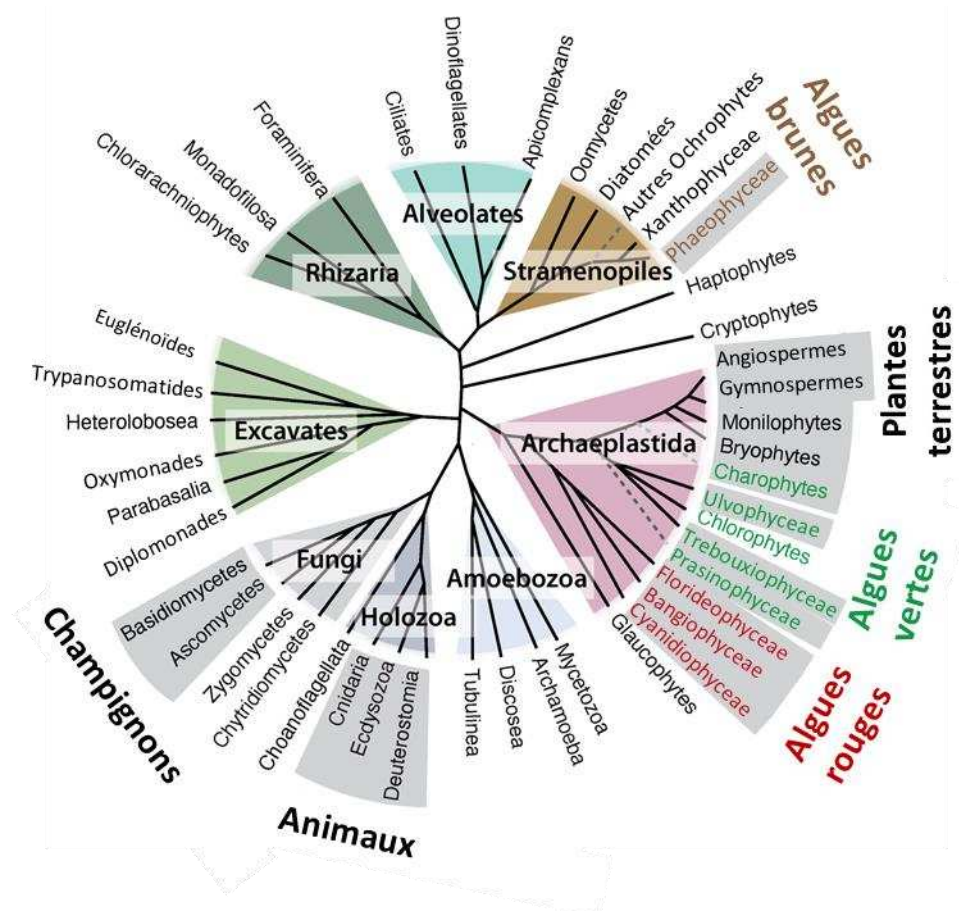 Chlorarachniophytes
Monadofilosa
Foraminifera
Rhizaria
Ciliates
Dinoflagellates
Apicomplexans
Alveolates
Oomycetes
Diatomées
Autres Ochrophytes
Xanthophyceae
Phaeophyceae
Stramenopiles
Algues
brunes
Haptophytes
Cryptophytes
Angiospermes
Gymnospermes
Monilophytes
Bryophytes
Charophytes
Plantes
terrestres
Archaeplastida
Ulvophyceae
Chlorophytes
Trebouxiophyceae
Prasinophyceae
Algues
vertes
Florideophyceae
Bangiophyceae
Cyanidiophyceae
Algues
rouges
Glaucophytes
Mycetozoa
Archamoeba
Discosea
Tubulinea
Amoebozoa
Deuterostomia
Ecdysozoa
Cnidaria
Choanoflagellata
Holozoa
Animaux
Chytridiomycetes
Zygomycetes
Ascomycetes
Basidiomycetes
Fungi
Champignons
Diplomonades
Parabasalia
Oxymonades
Heterolobosea
Trypanosomatides
Euglénoïdes
Excavates